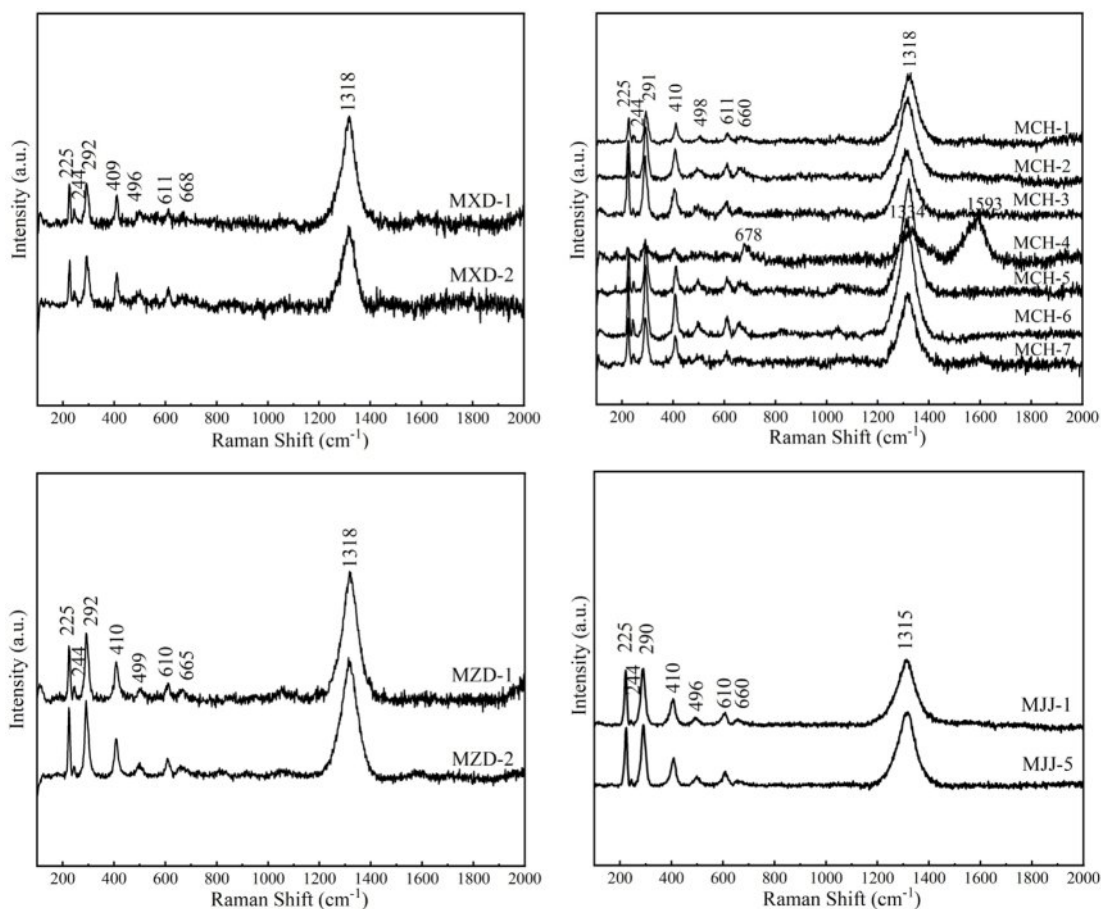 Intensity (a.u.)
225
244
292
409
496
611
668
1318
MXD-1
MXD-2
200 400 600 800 1000 1200 1400 1600 1800 2000
Raman Shift (cm-1)
Intensity (a.u.)
225
244
291
410
498
611
660
1318
MCH-1
MCH-2
MCH-3
1334
1593
678
MCH-4
MCH-5
MCH-6
MCH-7
200 400 600 800 1000 1200 1400 1600 1800 2000
Raman Shift (cm-1)
Intensity (a.u.)
225
244
292
410
499
610
665
1318
MZD-1
MZD-2
200 400 600 800 1000 1200 1400 1600 1800 2000
Raman Shift (cm-1)
Intensity (a.u.)
225
244
290
410
496
610
660
1315
MJJ-1
MJJ-5
200 400 600 800 1000 1200 1400 1600 1800 2000
Raman Shift (cm-1)